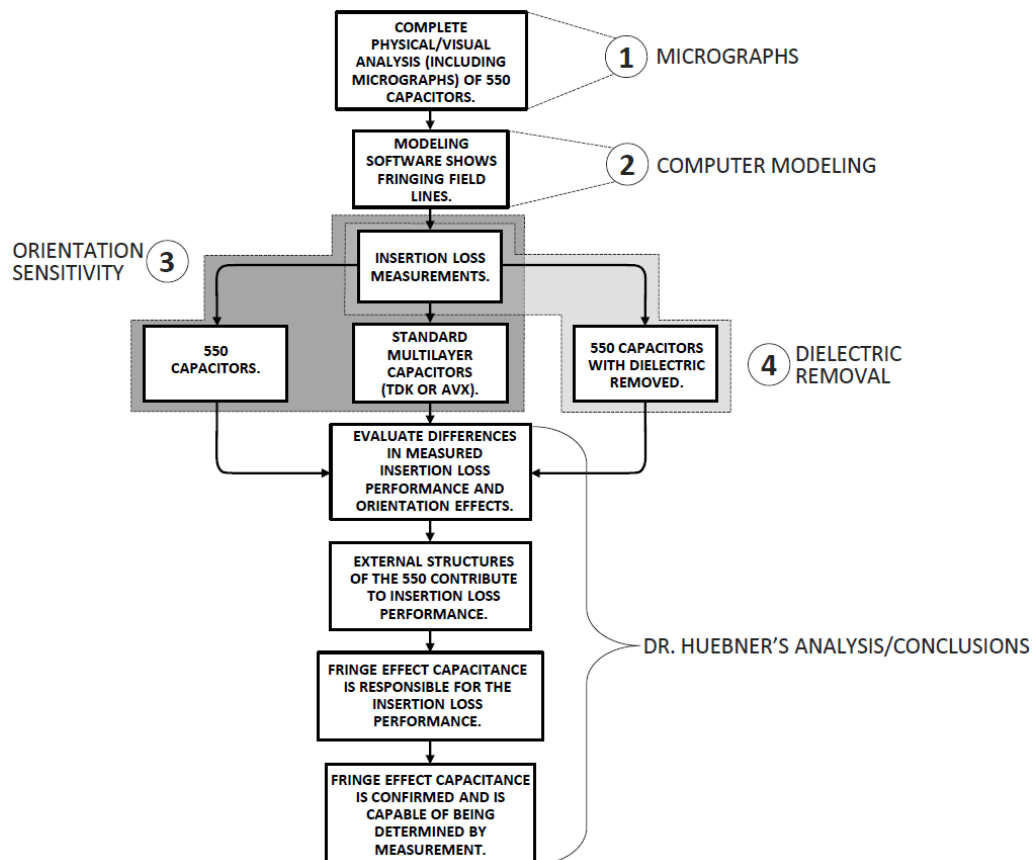 COMPLETE
PHYSICAL/VISUAL
ANALYSIS (INCLUDING
MICROGRAPHS) OF 550
CAPACITORS.
1 MICROGRAPHS
MODELING
SOFTWARE SHOWS
FRINGING FIELD
LINES.
2 COMPUTER MODELING
ORIENTATION
SENSITIVITY
3
INSERTION LOSS
MEASUREMENTS.
550
CAPACITORS.
STANDARD
MULTILAYER
CAPACITORS
(TDK OR AVX).
550 CAPACITORS
WITH DIELECTRIC
REMOVED.
4
DIELECTRIC
REMOVAL
EVALUATE DIFFERENCES
IN MEASURED
INSERTION LOSS
PERFORMANCE AND
ORIENTATION EFFECTS.
EXTERNAL STRUCTURES
OF THE 550 CONTRIBUTE
TO INSERTION LOSS
PERFORMANCE.
DR. HUEBNER'S ANALYSIS/CONCLUSIONS
FRINGE EFFECT CAPACITANCE
IS RESPONSIBLE FOR THE
INSERTION LOSS
PERFORMANCE.
FRINGE EFFECT CAPACITANCE
IS CONFIRMED AND IS
CAPABLE OF BEING
DETERMINED BY
MEASUREMENT.